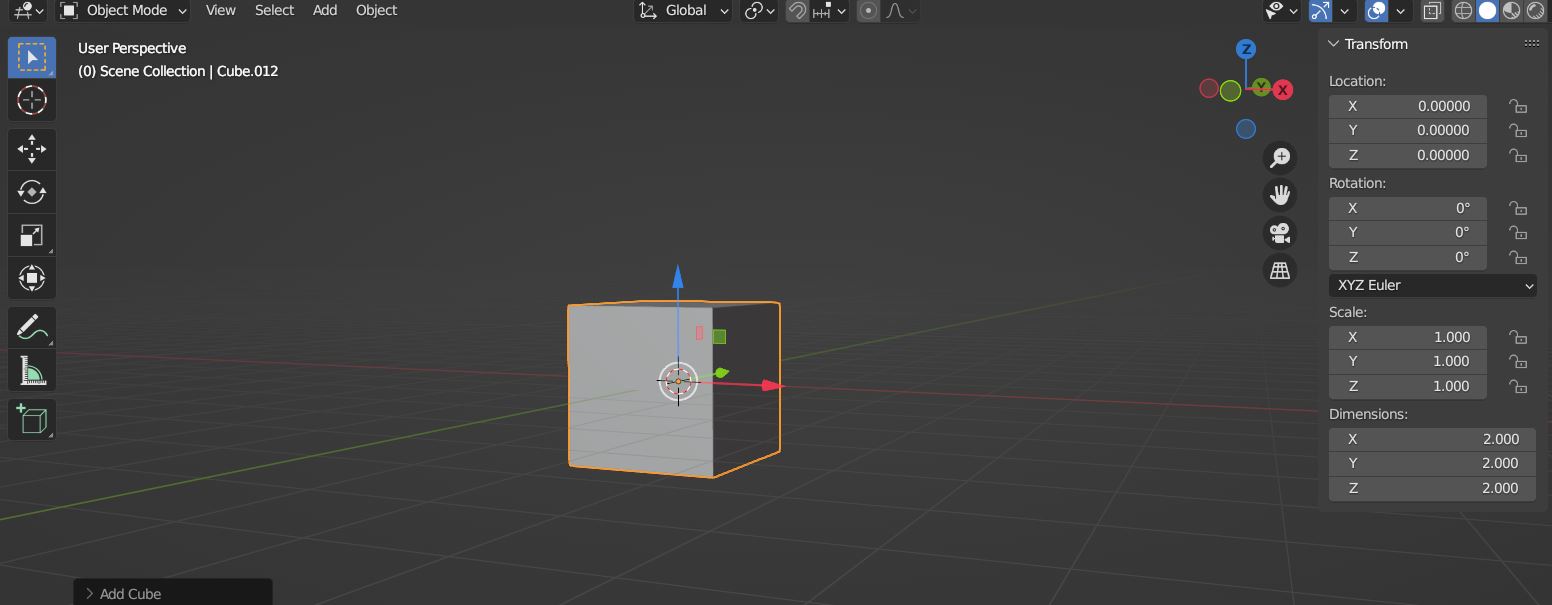 Object Mode View Select Add Object Global
User Perspective
(0) Scene Collection | Cube.012
Z
Y X
Transform
Location:
X 0.00000
Y 0.00000
Z 0.00000
Rotation:
X 0°
Y 0°
Z 0°
XYZ Euler
Scale:
X 1.000
Y 1.000
Z 1.000
Dimensions:
X 2.000
Y 2.000
Z 2.000
Add Cube